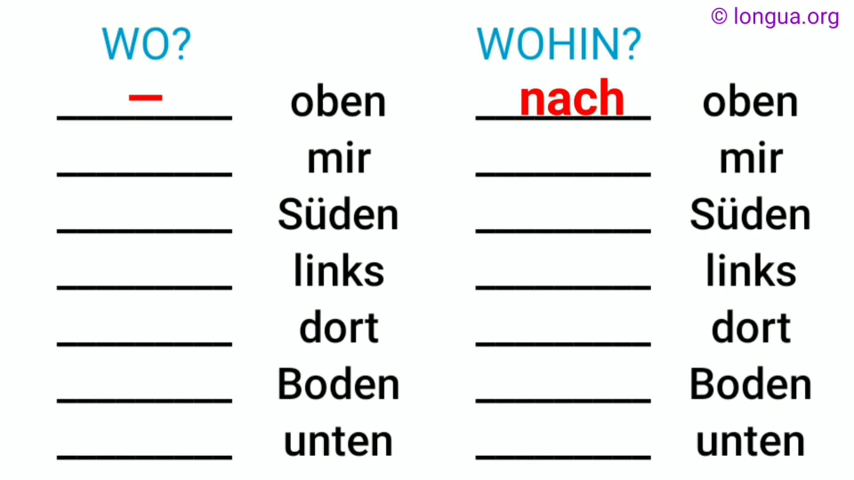 © longua.org
WO? WOHIN?
— oben nach oben
mir mir
Süden Süden
links links
dort dort
Boden Boden
unten unten